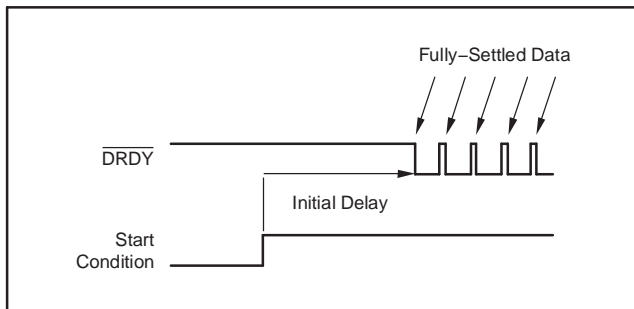 Fully−Settled Data
DRDY
Initial Delay
Start
Condition